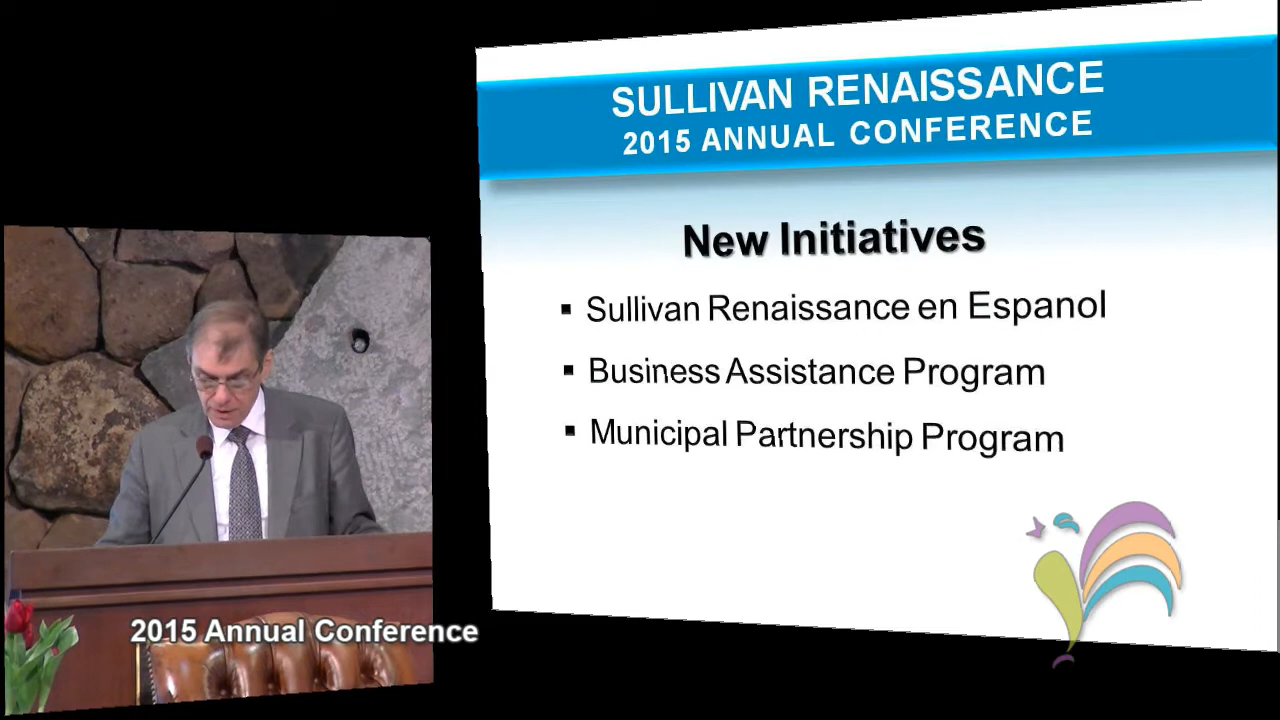 SULLIVAN RENAISSANCE
2015 ANNUAL CONFERENCE
New Initiatives
▪ Sullivan Renaissance en Espanol
▪ Business Assistance Program
▪ Municipal Partnership Program
2015 Annual Conference